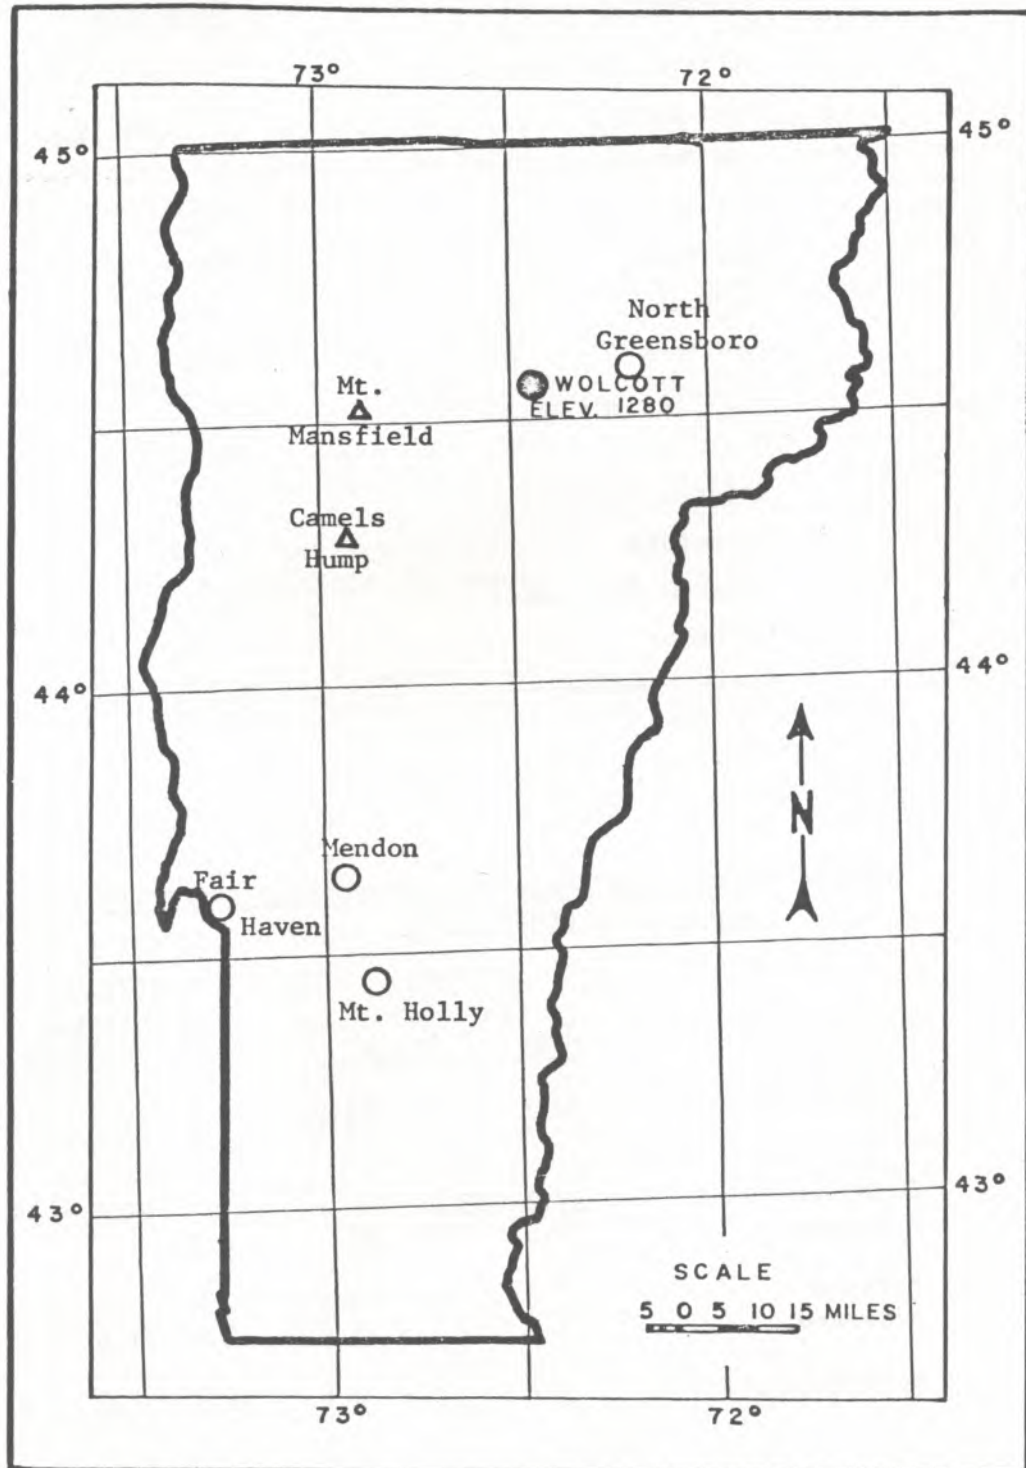 73° 72°
45° 45°
North
Greensboro
Mt.
Mansfield
WOLCOTT
ELEV. 1280
Camels
Hump
44° 44°
N
Mendon
Fair
Haven
Mt. Holly
43° 43°
SCALE
5 0 5 10 15 MILES
73° 72°